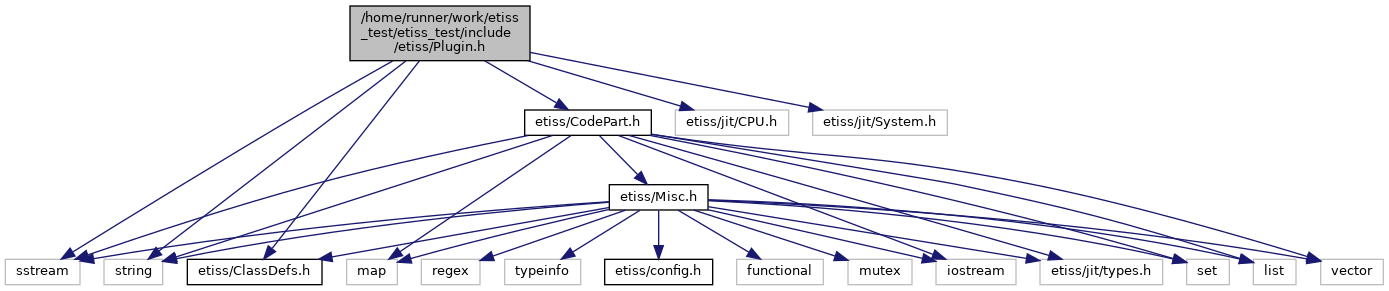 /home/runner/work/etiss
_test/etiss_test/include
/etiss/Plugin.h
etiss/CodePart.h
etiss/jit/CPU.h
etiss/jit/System.h
etiss/Misc.h
sstream
string
etiss/ClassDefs.h
map
regex
typeinfo
etiss/config.h
functional
mutex
iostream
etiss/jit/types.h
set
list
vector